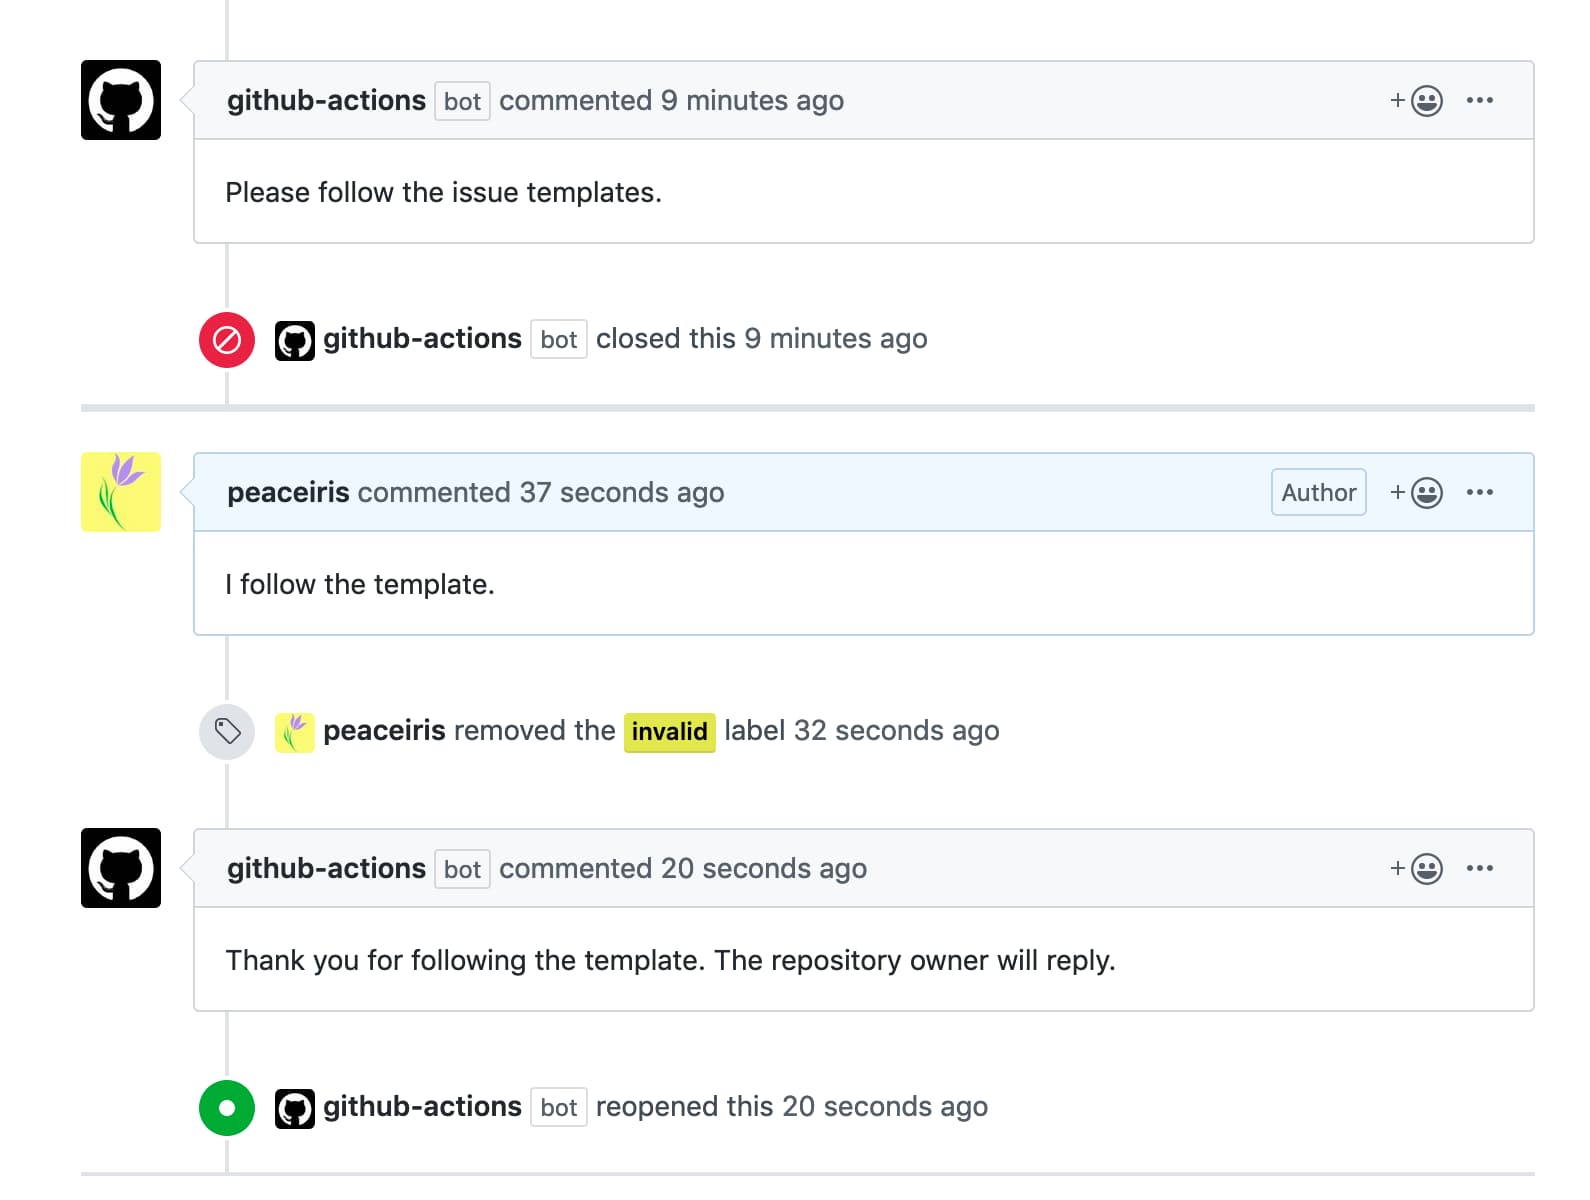 github-actions bot commented 9 minutes ago
Please follow the issue templates.
github-actions bot closed this 9 minutes ago
peaceiris commented 37 seconds ago Author
I follow the template.
peaceiris removed the invalid label 32 seconds ago
github-actions bot commented 20 seconds ago
Thank you for following the template. The repository owner will reply.
github-actions bot reopened this 20 seconds ago